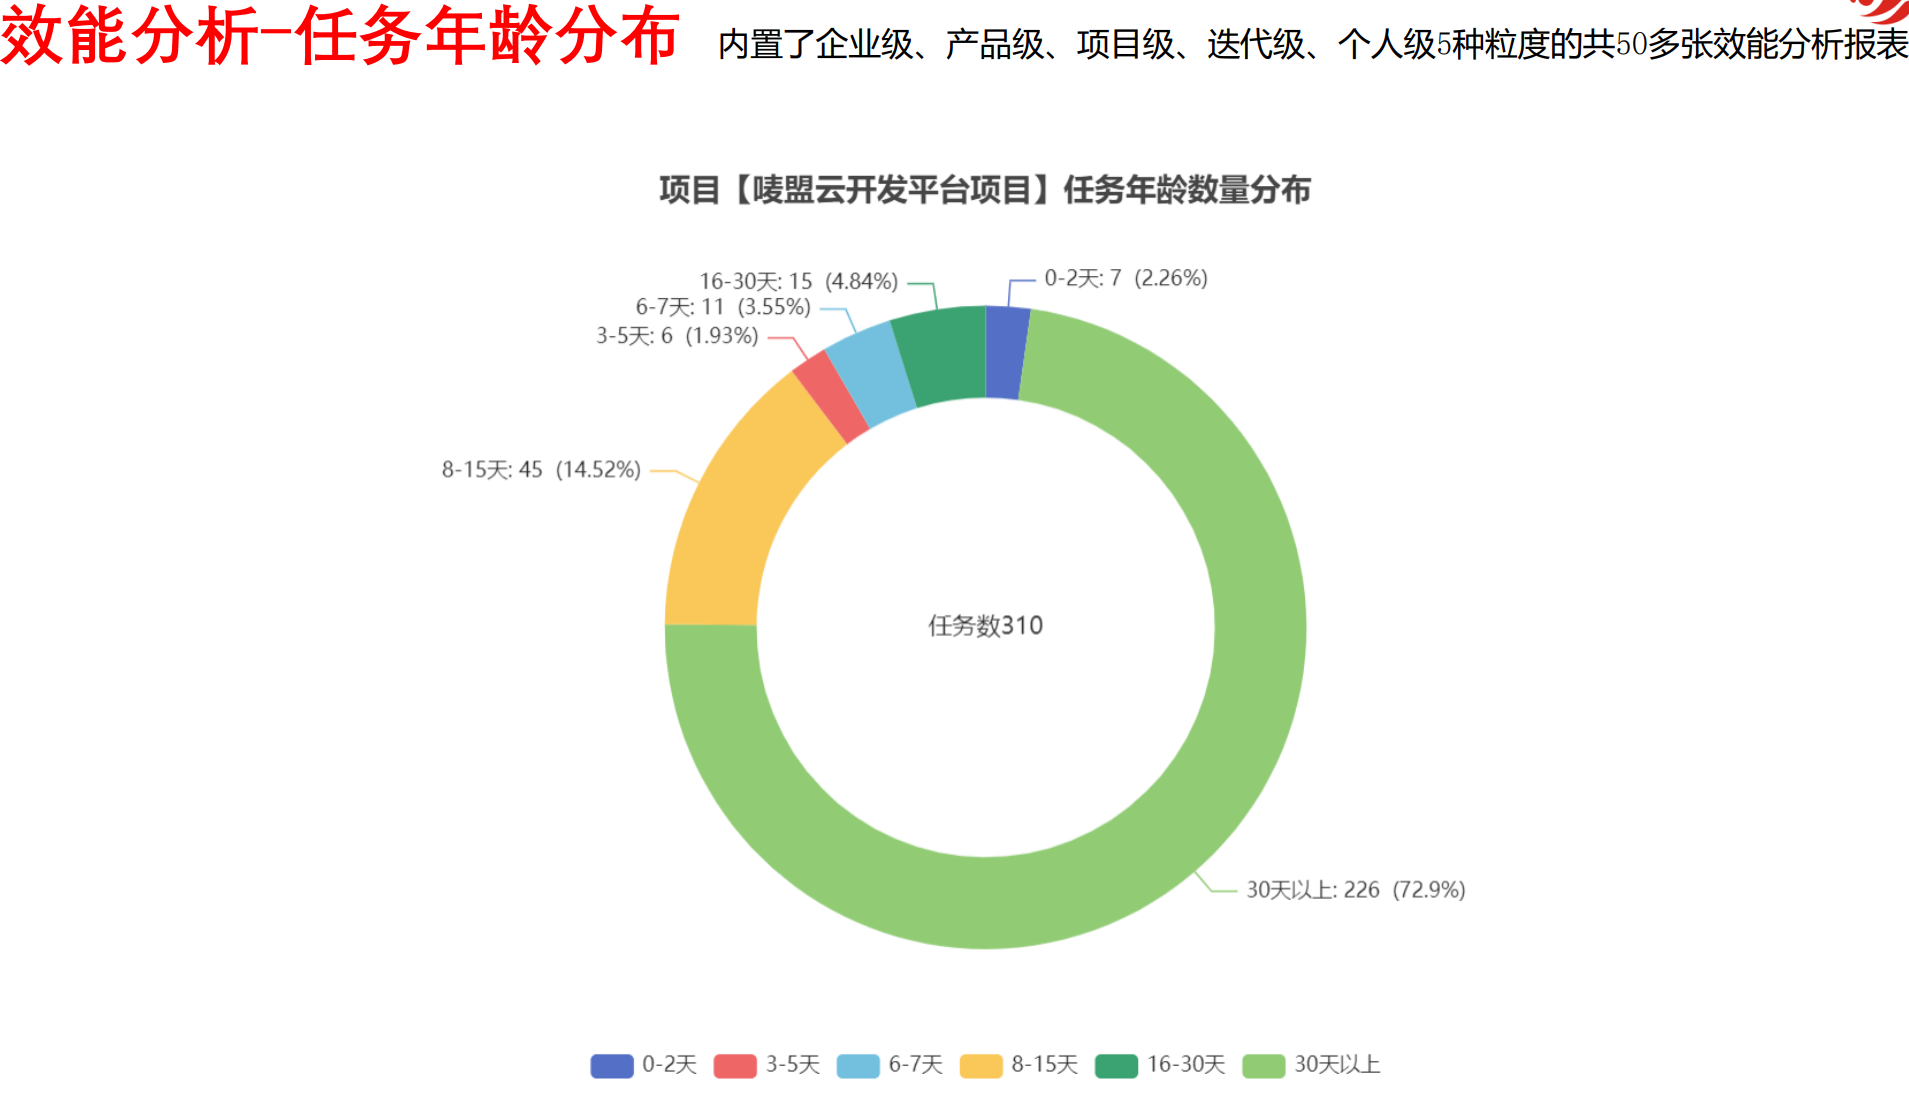 效能分析-任务年龄分布
内置了企业级、产品级、项目级、迭代级、个人级5种粒度的共50多张效能分析报表
项目【唛盟云开发平台项目】任务年龄数量分布
16-30天: 15 (4.84%)
0-2天: 7 (2.26%)
6-7天: 11 (3.55%)
3-5天: 6 (1.93%)
8-15天: 45 (14.52%)
任务数310
30天以上: 226 (72.9%)
0-2天
3-5天
6-7天
8-15天
16-30天
30天以上